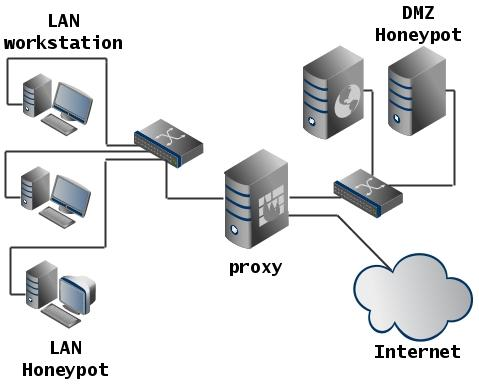 LAN
workstation
DMZ
Honeypot
proxy
LAN
Honeypot
Internet